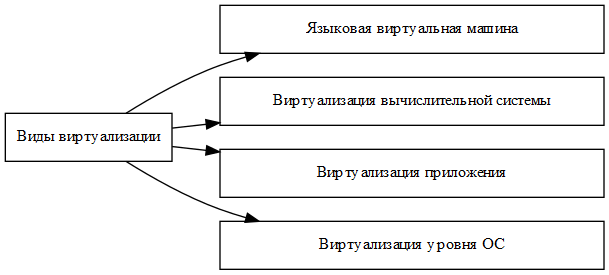 Языковая виртуальная машина
Виртуализация вычислительной системы
Виды виртуализации
Виртуализация приложения
Виртуализация уровня ОС